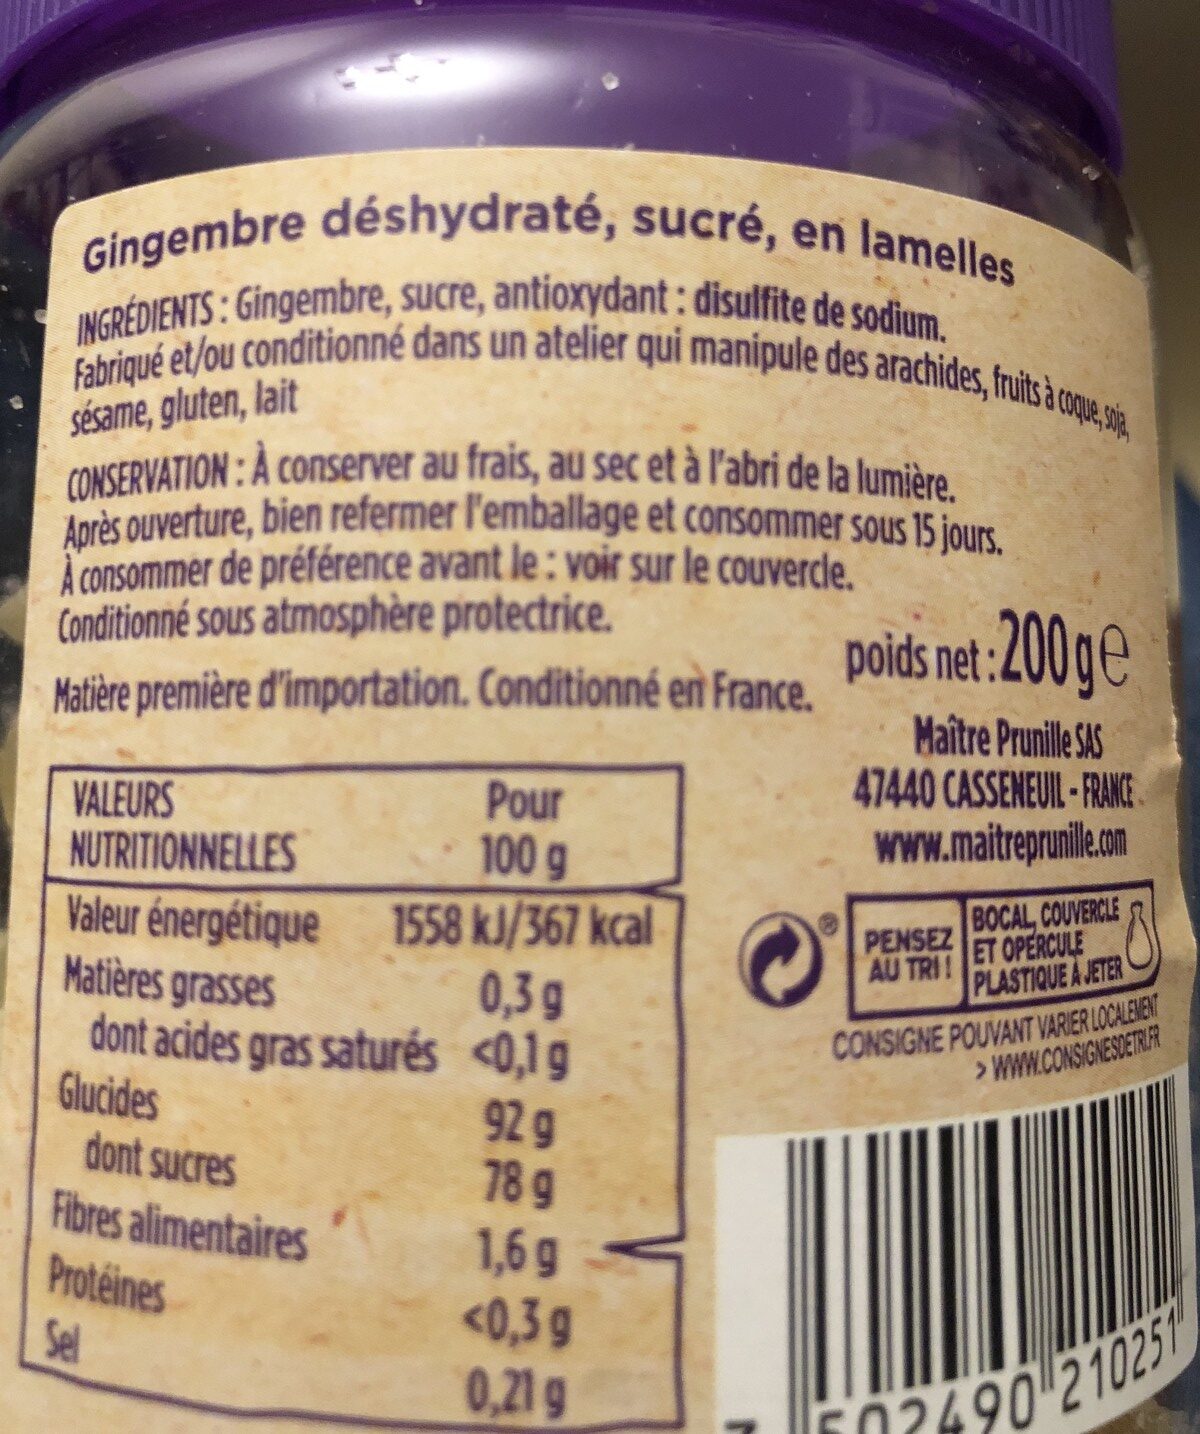 Gingembre déshydraté, sucré, en lamelles
INGRÉDIENTS : Gingembre, sucre, antioxydant : disulfite de sodium.
Fabriqué et/ou conditionné dans un atelier qui manipule des arachides, fruits à coque, soja,
sésame, gluten, lait
CONSERVATION : À conserver au frais, au sec et à l'abri de la lumière.
Après ouverture, bien refermer l'emballage et consommer sous 15 jours.
À consommer de préférence avant le : voir sur le couvercle.
Conditionné sous atmosphère protectrice.
Matière première d'importation. Conditionné en France.
poids net : 200 g e
Maître Prunille SAS
47440 CASSENEUIL - FRANCE
www.maitreprunille.com
VALEURS Pour
NUTRITIONNELLES 100 g
Valeur énergétique 1558 kJ/367 kcal
Matières grasses 0,3 g
dont acides gras saturés <0,1 g
Glucides 92 g
dont sucres 78 g
Fibres alimentaires 1,6 g
Protéines <0,3 g
Sel 0,21 g
®
PENSEZ
AU TRI !
BOCAL, COUVERCLE
ET OPERCULE
PLASTIQUE À JETER
CONSIGNE POUVANT VARIER LOCALEMENT
> WWW.CONSIGNESDETRI.FR
3 502490 210251